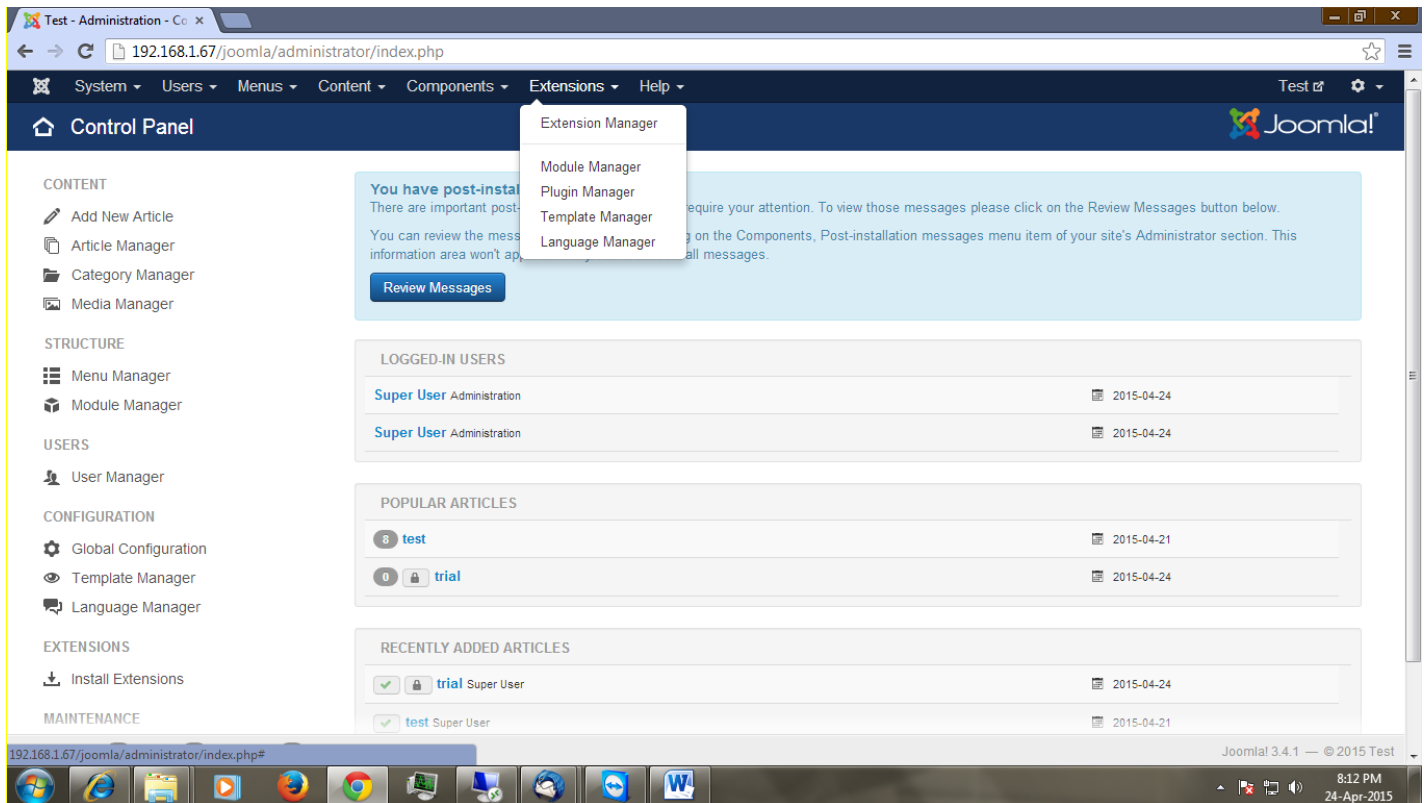 Test - Administration - Co
192.168.1.67/joomla/administrator/index.php
System Users Menus Content Components Extensions Help Test
Control Panel
Joomla!
Extension Manager
Module Manager
Plugin Manager
Template Manager
Language Manager
CONTENT
Add New Article
Article Manager
Category Manager
Media Manager
STRUCTURE
Menu Manager
Module Manager
USERS
User Manager
CONFIGURATION
Global Configuration
Template Manager
Language Manager
EXTENSIONS
Install Extensions
MAINTENANCE
You have post-instal
There are important post- equire your attention. To view those messages please click on the Review Messages button below.
You can review the mess g on the Components, Post-installation messages menu item of your site's Administrator section. This
information area won't ap all messages.
Review Messages
LOGGED-IN USERS
Super User Administration 2015-04-24
Super User Administration 2015-04-24
POPULAR ARTICLES
8 test 2015-04-21
0 trial 2015-04-24
RECENTLY ADDED ARTICLES
trial Super User 2015-04-24
test Super User 2015-04-21
192.168.1.67/joomla/administrator/index.php#
Joomla! 3.4.1 — © 2015 Test
8:12 PM
24-Apr-2015